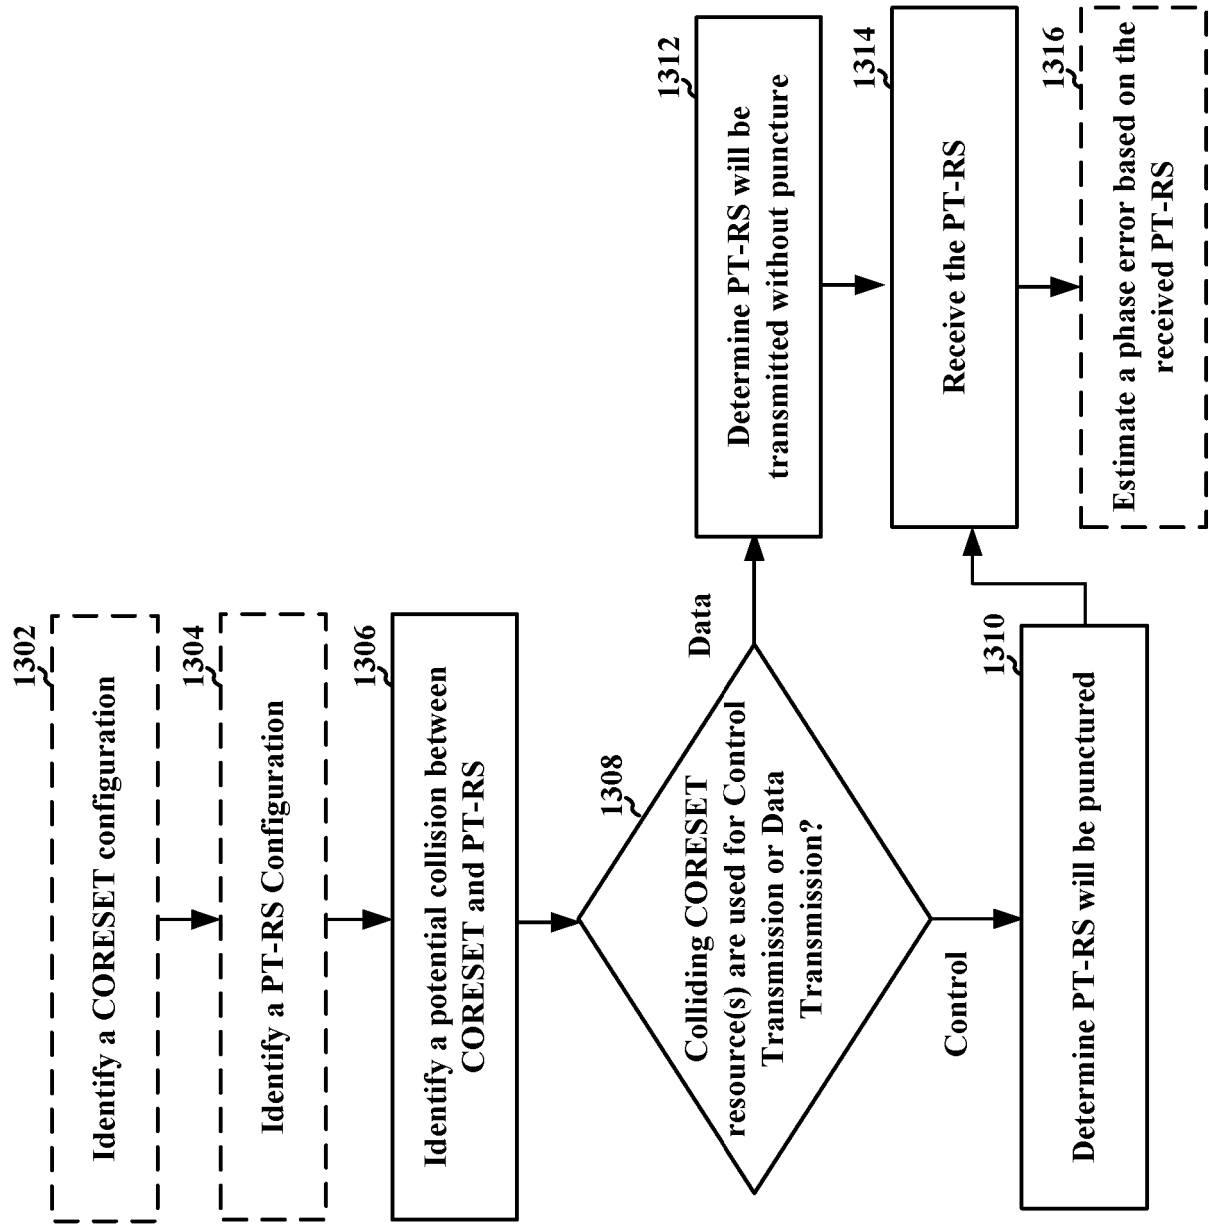 1302
Identify a CORESET configuration
1304
Identify a PT-RS Configuration
1306
Identify a potential collision between
CORESET and PT-RS
1308
Colliding CORESET
resource(s) are used for Control
Transmission or Data
Transmission?
Data
Control
1310
Determine PT-RS will be punctured
1312
Determine PT-RS will be
transmitted without puncture
1314
Receive the PT-RS
1316
Estimate a phase error based on the
received PT-RS